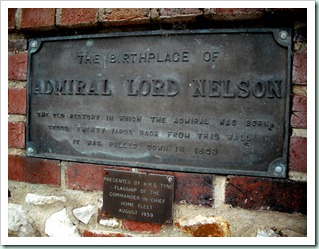 THE BIRTHPLACE OF
ADMIRAL LORD NELSON
THE OLD RECTORY IN WHICH THE ADMIRAL WAS BORN
STOOD TWENTY YARDS BACK FROM THIS WALL
IT WAS PULLED DOWN IN 1803
PRESENTED BY H.M.S TYNE
FLAGSHIP OF THE
COMMANDER-IN-CHIEF
HOME FLEET
AUGUST 1959